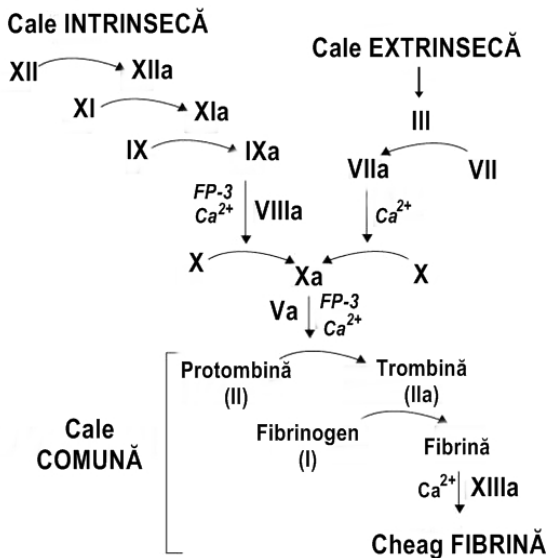 Cale INTRINSECĂ
Cale EXTRINSECĂ
XII XIIa
XI XIa
III
IX IXa
VIIa VII
FP-3
Ca2+ VIIIa
Ca2+
X Xa X
Va FP-3
Ca2+
Protombină
(II)
Trombină
(IIa)
Cale
COMUNĂ
Fibrinogen
(I)
Fibrină
Ca2+ XIIIa
Cheag FIBRINĂ